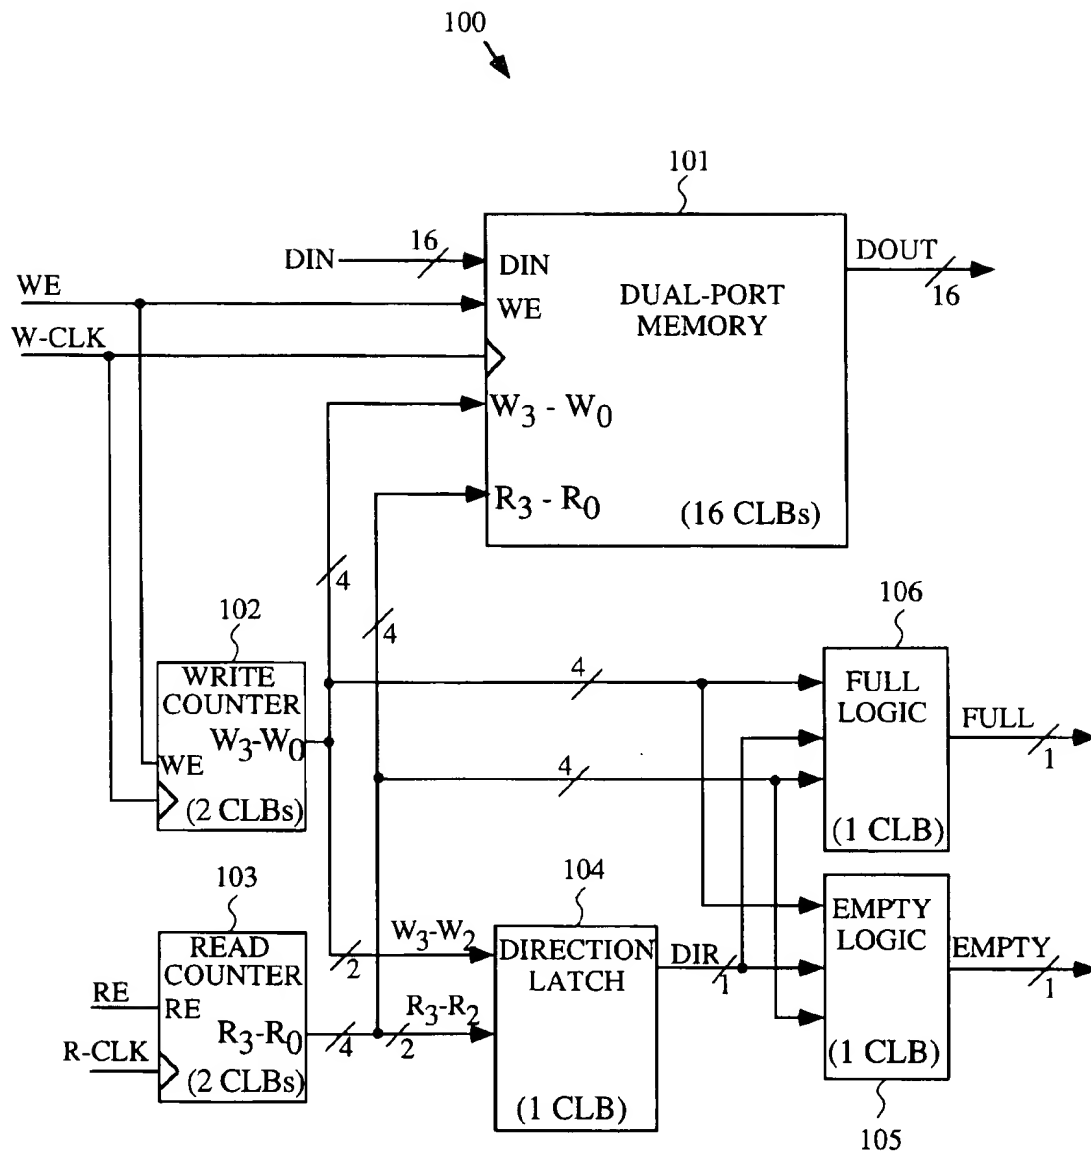 100
101
16
DIN
DIN
DOUT
16
WE
WE
DUAL-PORT
MEMORY
W-CLK
W3 - W0
R3 - R0
(16 CLBs)
4
4
102
106
WRITE
COUNTER
W3-W0
WE
(2 CLBs)
4
4
FULL
LOGIC
FULL
1
(1 CLB)
103
104
READ
COUNTER
RE
RE
R3-R0
R-CLK
(2 CLBs)
4
W3-W2
2
R3-R2
2
DIRECTION
LATCH
(1 CLB)
DIR
1
EMPTY
LOGIC
EMPTY
1
(1 CLB)
105